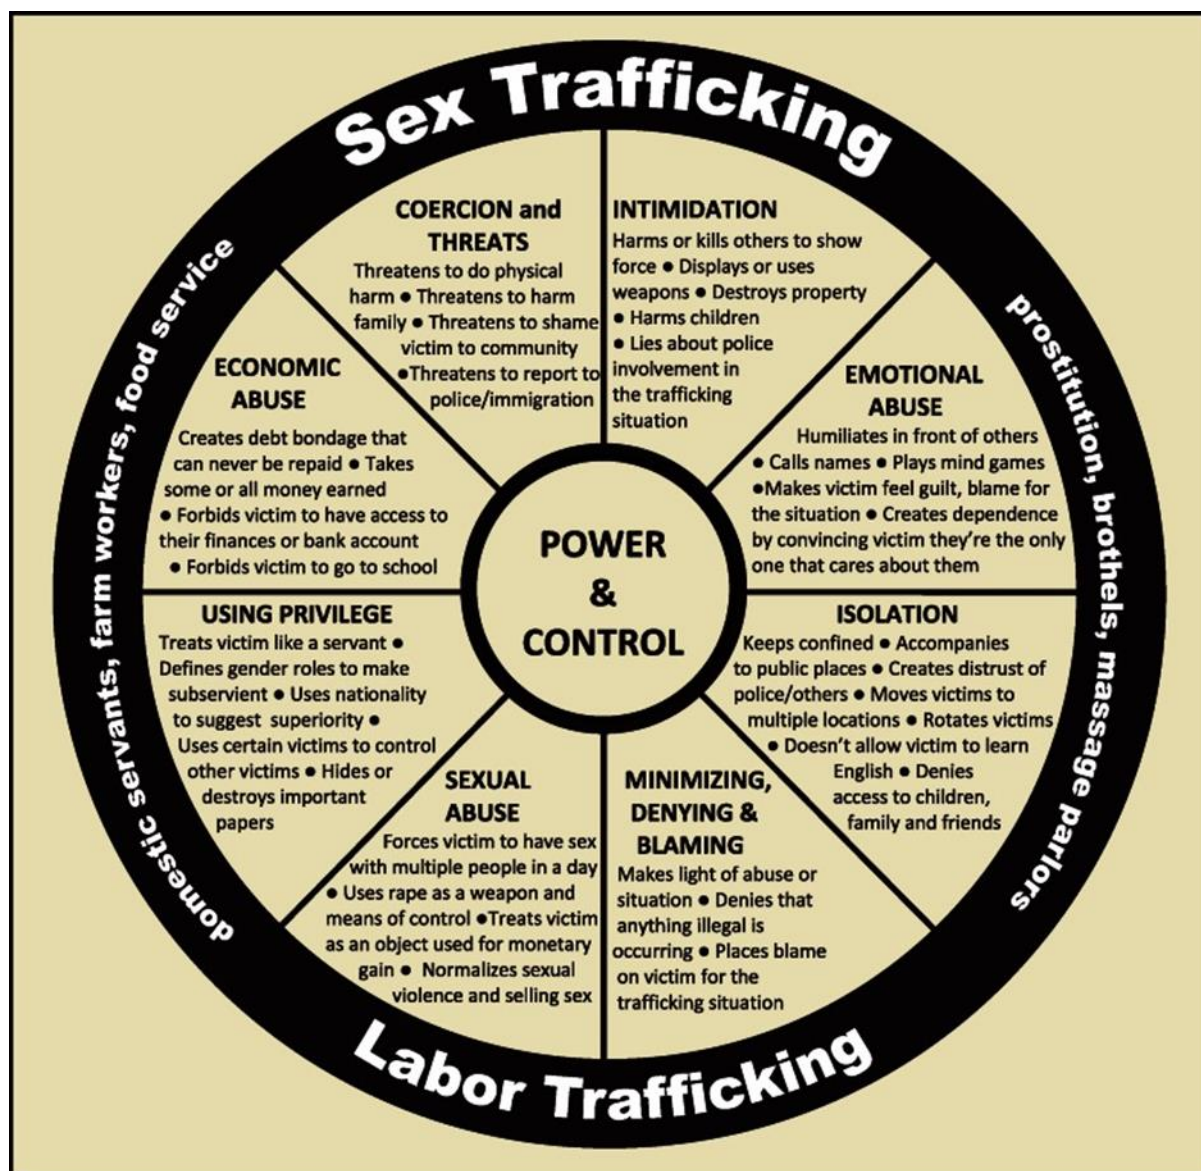 Sex Trafficking
COERCION and
THREATS
Threatens to do physical
harm ● Threatens to harm
family ● Threatens to shame
victim to community
●Threatens to report to
police/immigration
INTIMIDATION
Harms or kills others to show
force ● Displays or uses
weapons ● Destroys property
● Harms children
● Lies about police
involvement in
the trafficking
situation
EMOTIONAL
ABUSE
Humiliates in front of others
● Calls names ● Plays mind games
●Makes victim feel guilt, blame for
the situation ● Creates dependence
by convincing victim they're the only
one that cares about them
ISOLATION
Keeps confined ● Accompanies
to public places ● Creates distrust of
police/others ● Moves victims to
multiple locations ● Rotates victims
● Doesn't allow victim to learn
English ● Denies
access to children,
family and friends
MINIMIZING,
DENYING &
BLAMING
Makes light of abuse or
situation ● Denies that
anything illegal is
occurring ● Places blame
on victim for the
trafficking situation
SEXUAL
ABUSE
Forces victim to have sex
with multiple people in a day
● Uses rape as a weapon and
means of control ●Treats victim
as an object used for monetary
gain ● Normalizes sexual
violence and selling sex
USING PRIVILEGE
Treats victim like a servant ●
Defines gender roles to make
subservient ● Uses nationality
to suggest superiority ●
Uses certain victims to control
other victims ● Hides or
destroys important
papers
ECONOMIC
ABUSE
Creates debt bondage that
can never be repaid ● Takes
some or all money earned
● Forbids victim to have access to
their finances or bank account
● Forbids victim to go to school
POWER
&
CONTROL
prostitution, brothels, massage parlors
domestic servants, farm workers, food service
Labor Trafficking